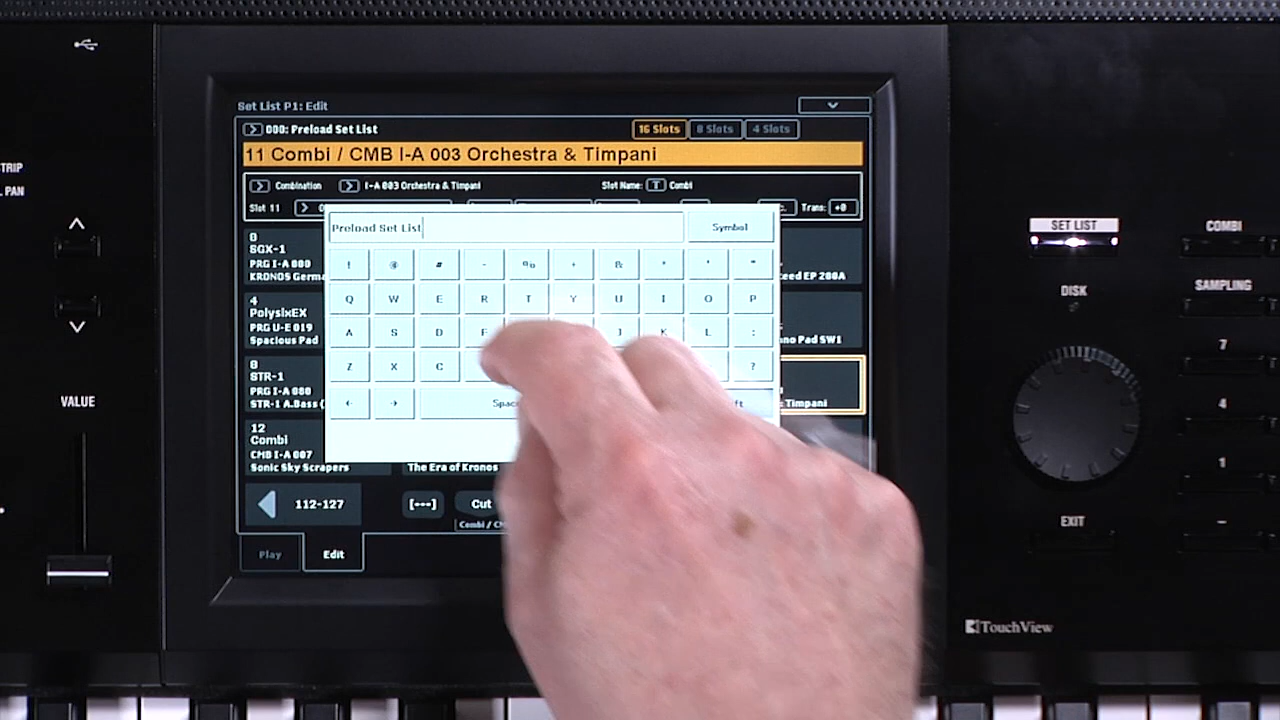 Set List P1: Edit
000: Preload Set List
16 Slots
8 Slots
4 Slots
11 Combi / CMB I-A 003 Orchestra & Timpani
Combination
I-A 003 Orchestra & Timpani
Slot Name:
T
Combi
Slot 11
Trans:
+0
Preload Set List
Symbol
! @ # - % + & * ' "
Q W E R T Y U I O P
A S D F J K L :
Z X C ?
← →
0
SGX-1
PRG I-A 000
4
PolysixEX
PRG U-E 019
Spacious Pad
8
STR-1
PRG I-A 080
STR-1 A.Bass
12
Combi
CMB I-A 007
Sonic Sky Scrapers
The Era of Kronos
EP 200A
Pad SW1
Timpani
112-127
[---]
Cut
Play
Edit
STRIP
PAN
VALUE
SET LIST
COMBI
DISK
SAMPLING
7
4
1
EXIT
-
TouchView